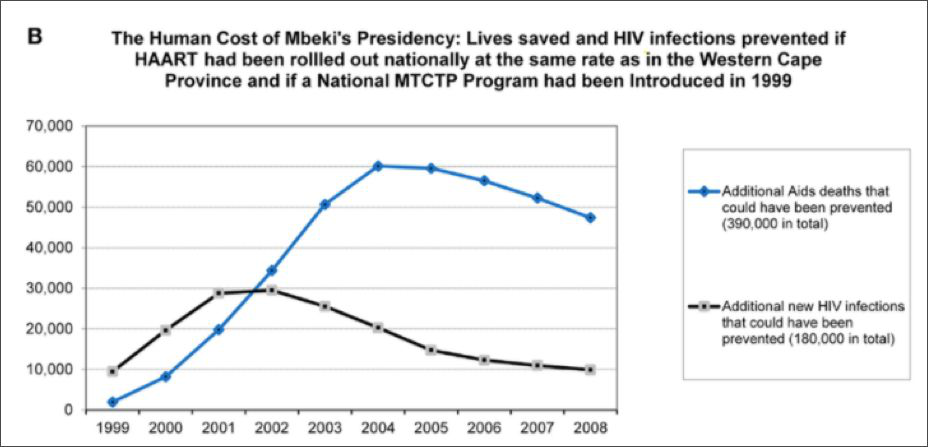 B
The Human Cost of Mbeki's Presidency: Lives saved and HIV infections prevented if
HAART had been rollled out nationally at the same rate as in the Western Cape
Province and if a National MTCTP Program had been Introduced in 1999
70,000
60,000
50,000
40,000
30,000
20,000
10,000
0
1999 2000 2001 2002 2003 2004 2005 2006 2007 2008
Additional Aids deaths that
could have been prevented
(390,000 in total)
Additional new HIV infections
that could have been
prevented (180,000 in total)